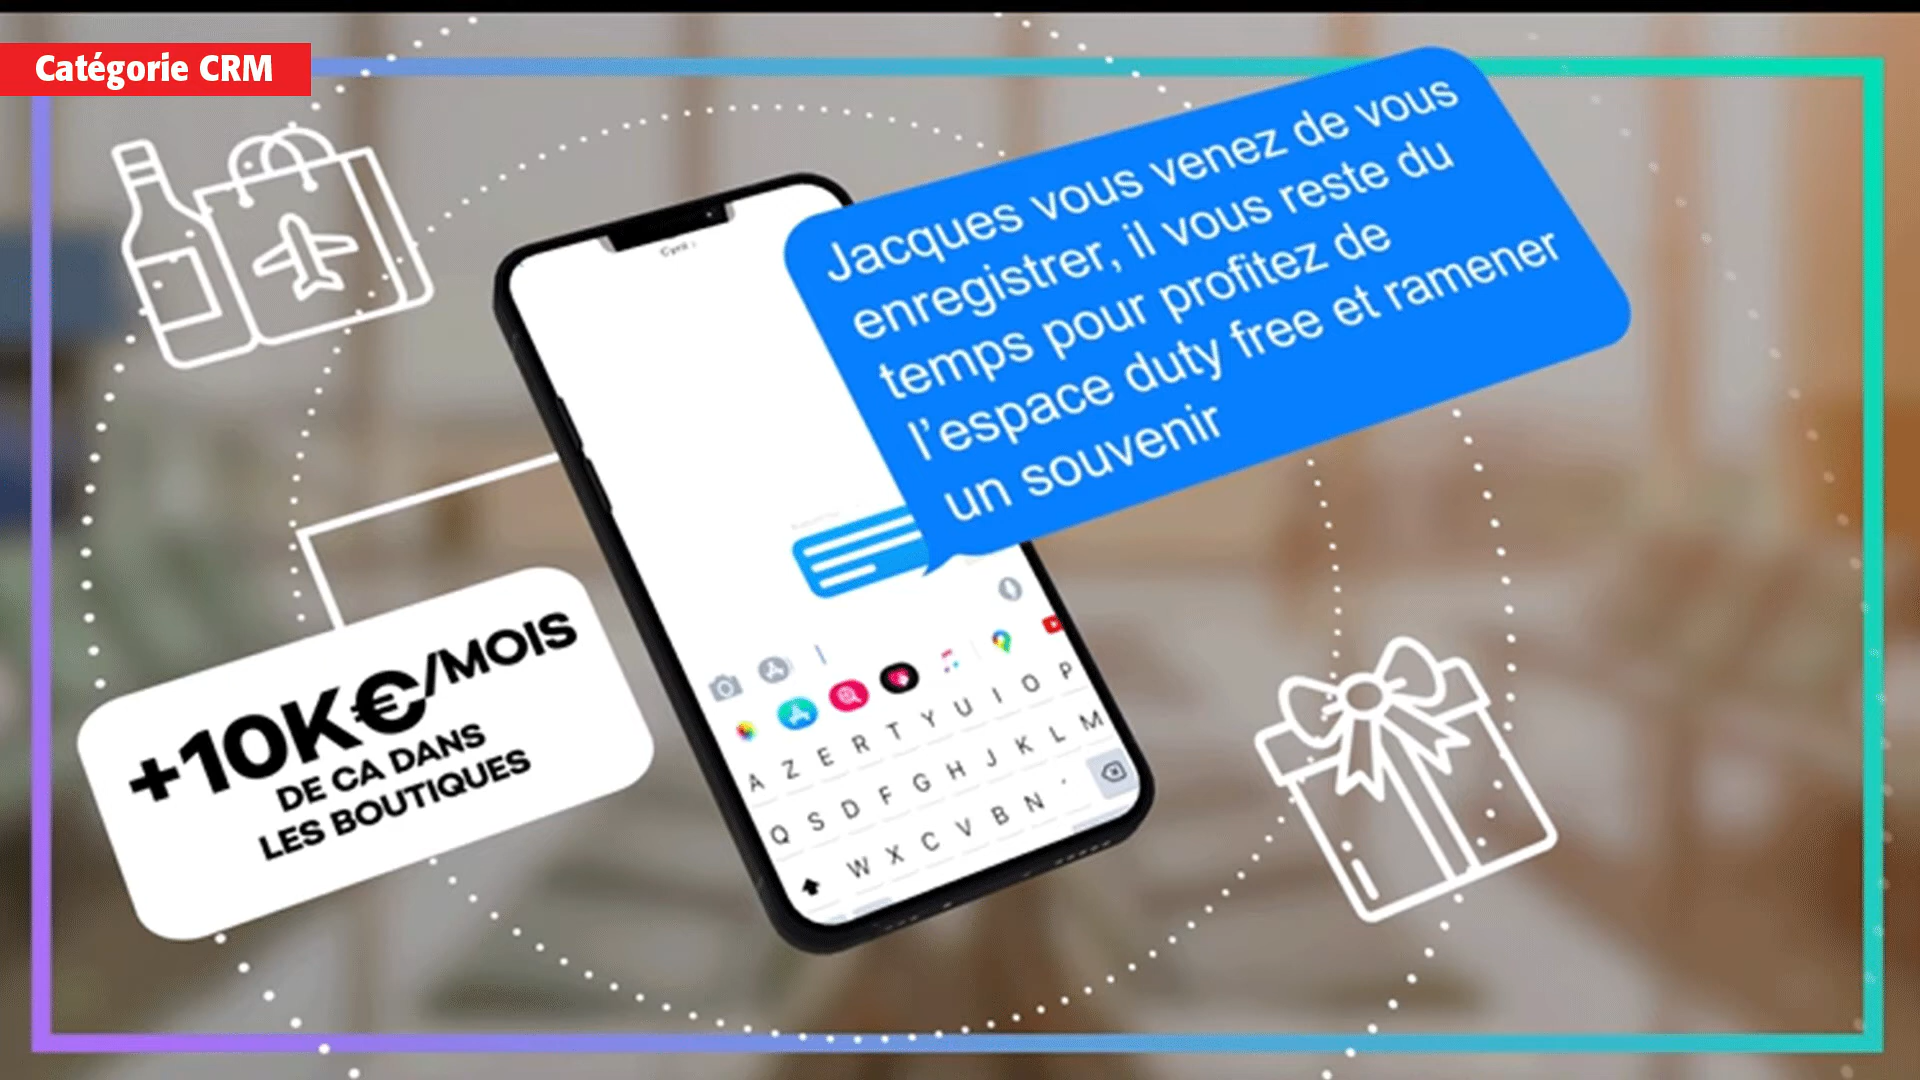 Catégorie CRM
Jacques vous venez de vous
enregistrer, il vous reste du
temps pour profitez de
l'espace duty free et ramener
un souvenir
Cyril
+10K€/MOIS
DE CA DANS
LES BOUTIQUES
A Z E R T Y U I O P
Q S D F G H J K L M
W X C V B N ´